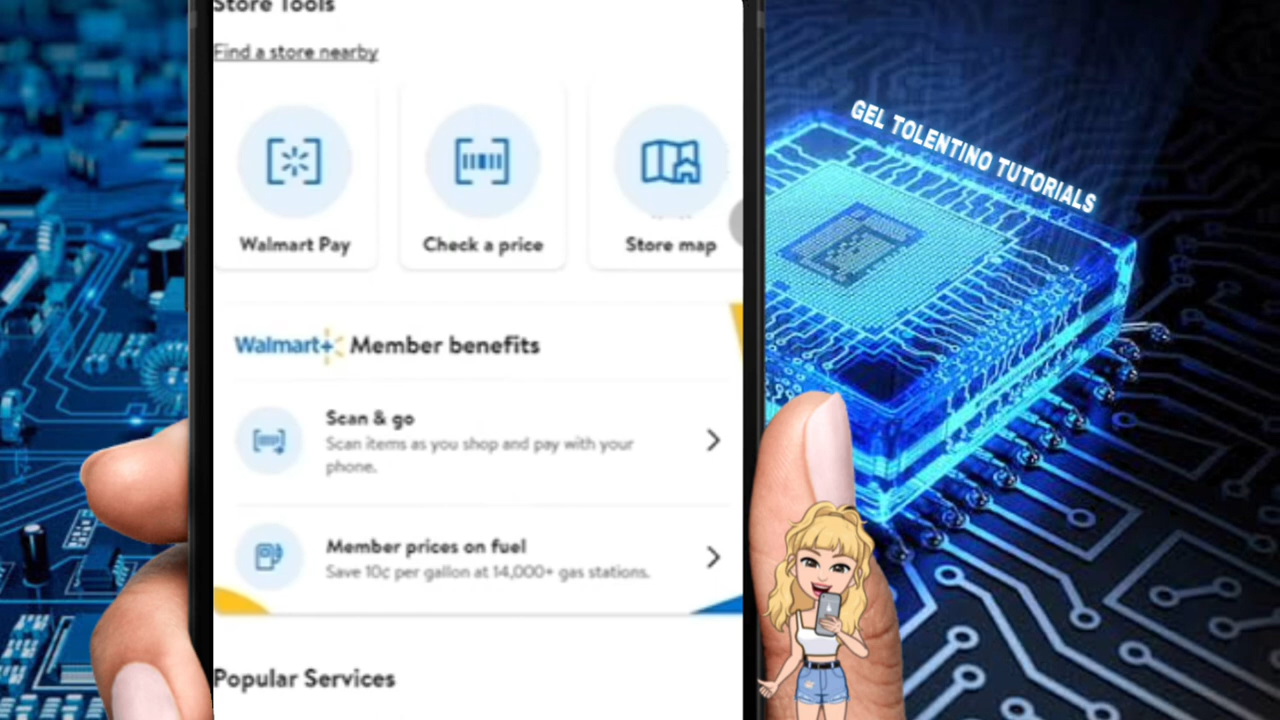 Store Tools
Find a store nearby
Walmart Pay
Check a price
Store map
Walmart+ Member benefits
Scan & go
Scan items as you shop and pay with your
phone.
Member prices on fuel
Save 10¢ per gallon at 14,000+ gas stations.
Popular Services
GEL TOLENTINO TUTORIALS